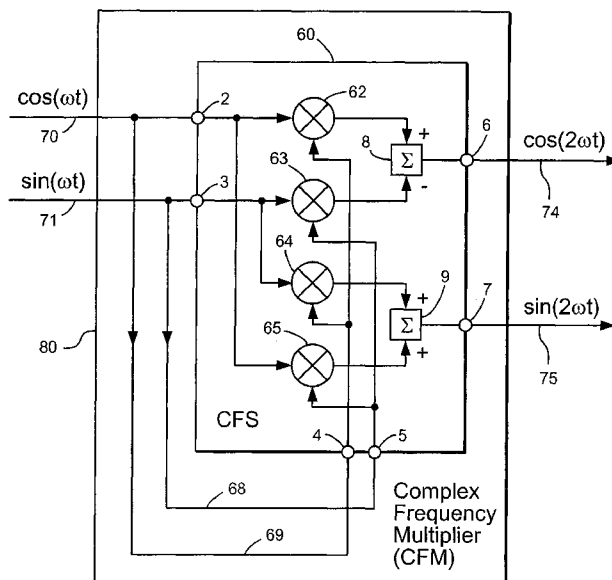 60
cos(ωt)
2
62
70
8
+
6
Σ
cos(2ωt)
-
74
sin(ωt)
63
3
71
64
9
7
+
Σ
sin(2ωt)
+
65
80
75
CFS
4
5
68
69
Complex
Frequency
Multiplier
(CFM)